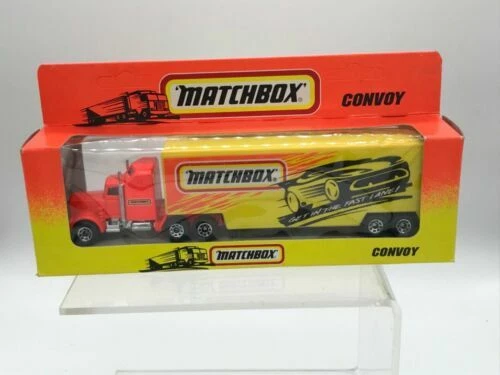 MATCHBOX
CONVOY
MATCHBOX
GET IN THE FAST LANE!
MATCHBOX
CONVOY